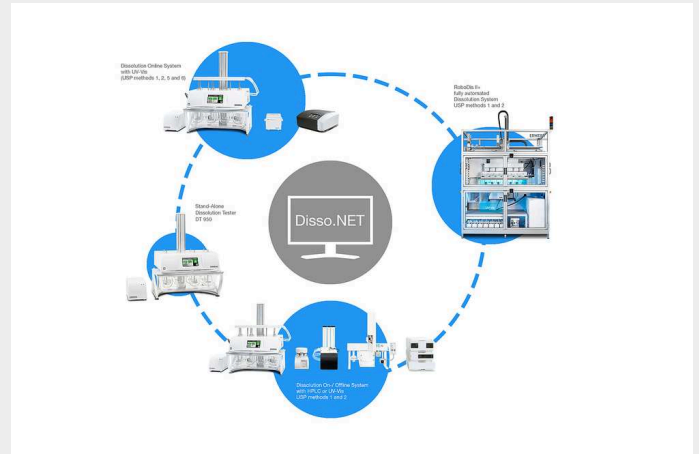 Dissolution Online System
with UV-Vis
(USP methods 1, 2, 5 and 6)
RoboDis II+
fully automated
Dissolution System
USP methods 1 and 2
Stand-Alone
Dissolution Tester
DT 950
Disso.NET
Dissolution On-/ Offline System
with HPLC or UV-Vis
USP methods 1 and 2